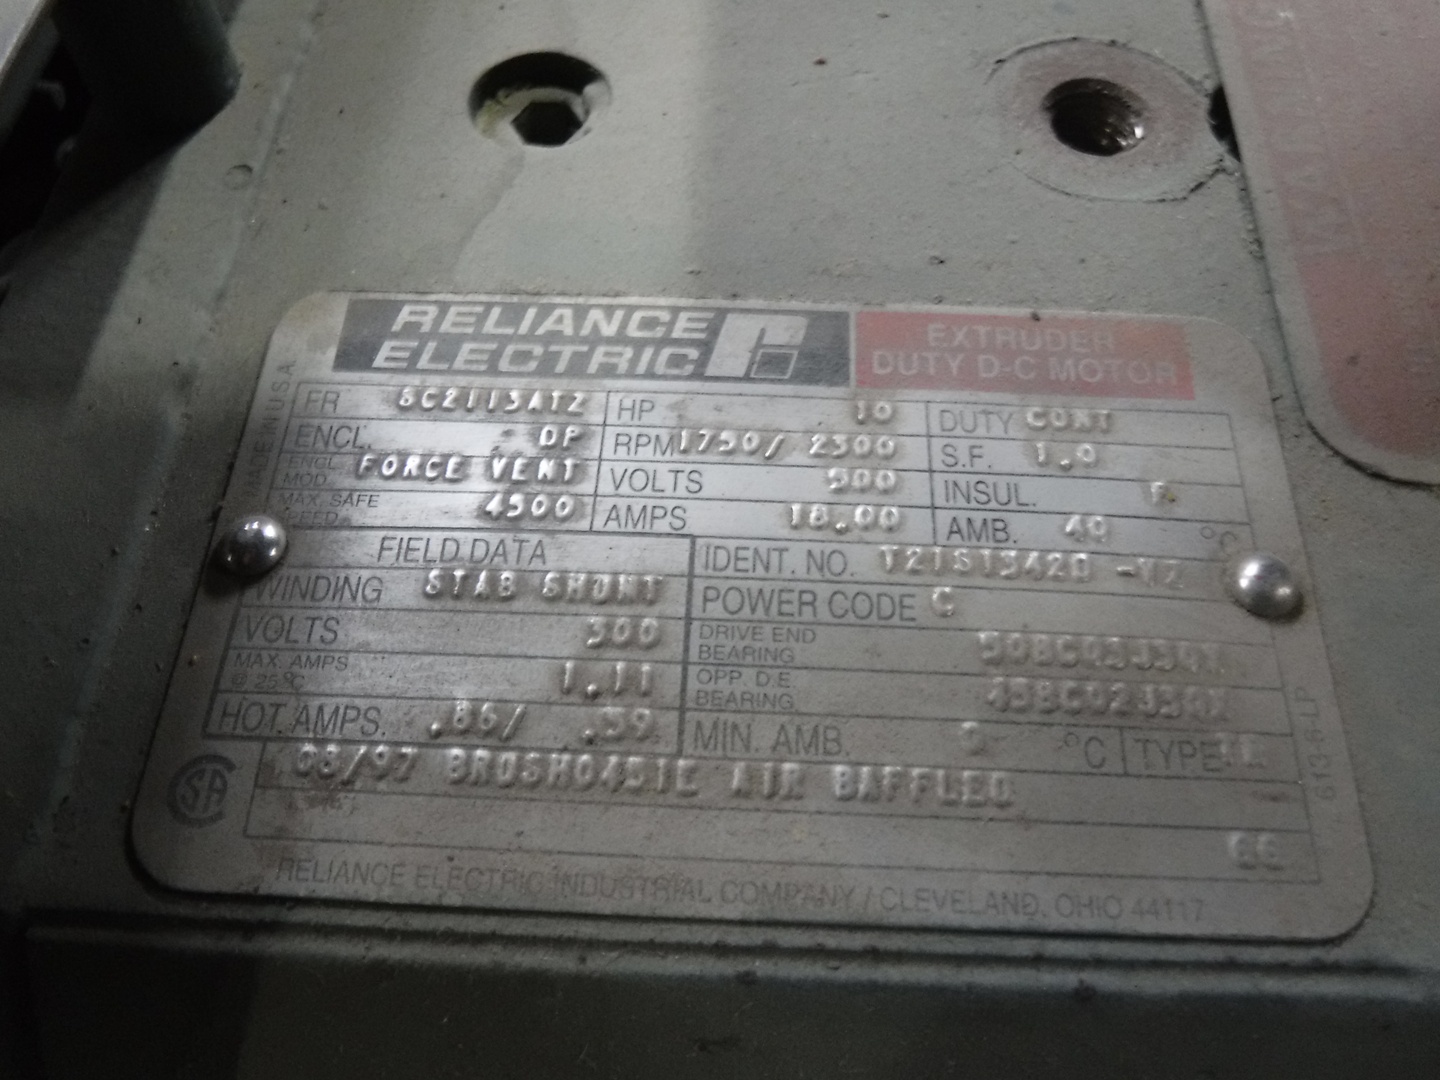 RELIANCE
ELECTRIC
EXTRUDER
DUTY D-C MOTOR
MADE IN U.S.A.
FR SC2113ATZ HP 10 DUTY CONT
ENCL. DP RPM 1750/ 2300 S.F. 1.0
ENCL. MOD. FORCE VENT VOLTS 500 INSUL. F
MAX. SAFE SPEED 4500 AMPS 18.00 AMB. 40 °C
FIELD DATA IDENT. NO.
WINDING STAB SHUNT POWER CODE C
VOLTS 300 DRIVE END BEARING
MAX. AMPS @ 25°C 1.11 OPP. D.E. BEARING
HOT. AMPS. .86/ .59 MIN. AMB. 0 °C TYPE
08/97 AIR BAFFLED
RELIANCE ELECTRIC INDUSTRIAL COMPANY / CLEVELAND, OHIO 44117